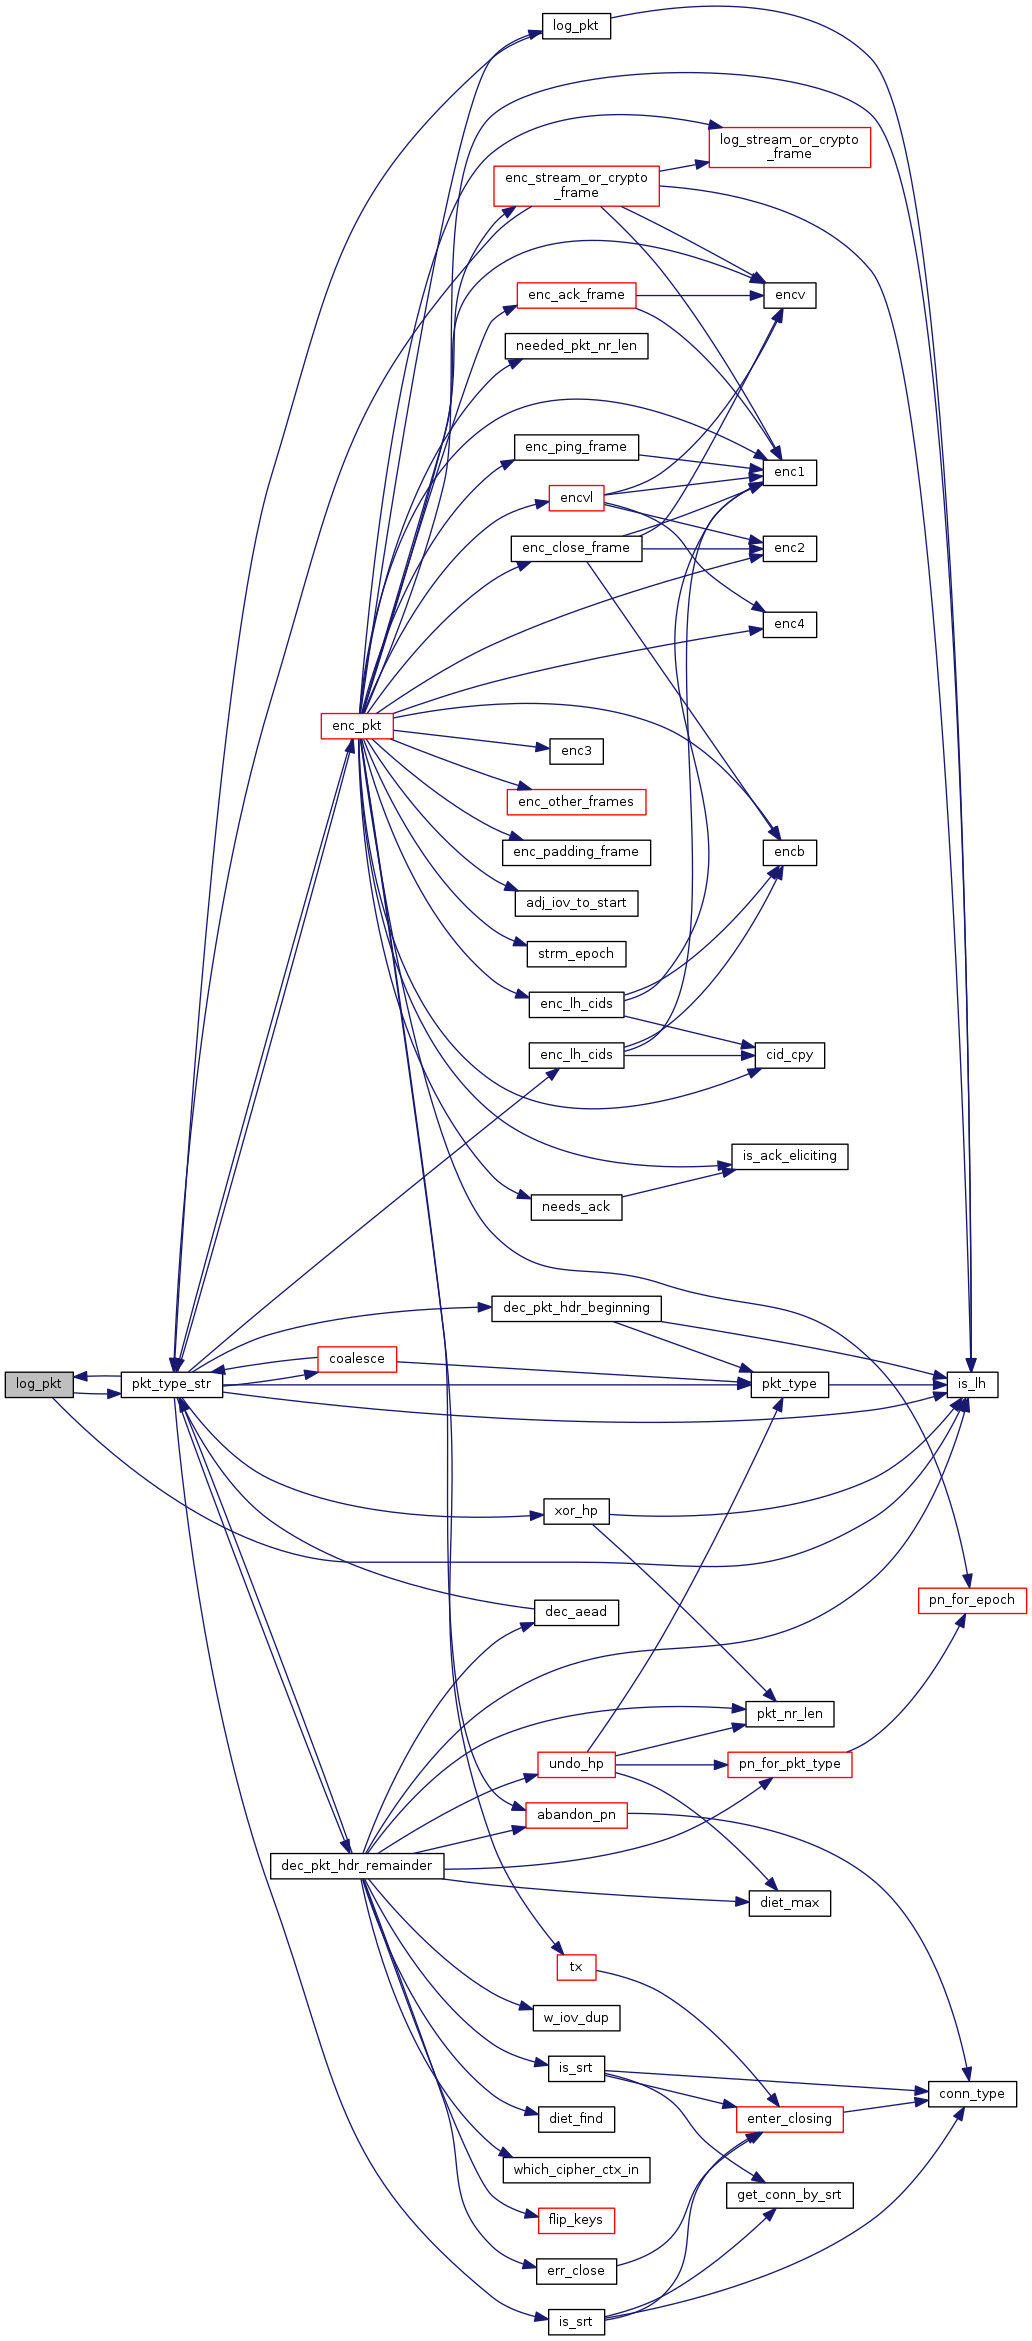 log_pkt
log_stream_or_crypto
_frame
enc_stream_or_crypto
_frame
encv
enc_ack_frame
needed_pkt_nr_len
enc_ping_frame
enc1
encvl
enc_close_frame
enc2
enc4
enc_pkt
enc3
enc_other_frames
enc_padding_frame
encb
adj_iov_to_start
strm_epoch
enc_lh_cids
enc_lh_cids
cid_cpy
is_ack_eliciting
needs_ack
dec_pkt_hdr_beginning
coalesce
log_pkt
pkt_type_str
pkt_type
is_lh
xor_hp
pn_for_epoch
dec_aead
pkt_nr_len
undo_hp
pn_for_pkt_type
abandon_pn
dec_pkt_hdr_remainder
diet_max
tx
w_iov_dup
is_srt
conn_type
diet_find
enter_closing
which_cipher_ctx_in
get_conn_by_srt
flip_keys
err_close
is_srt